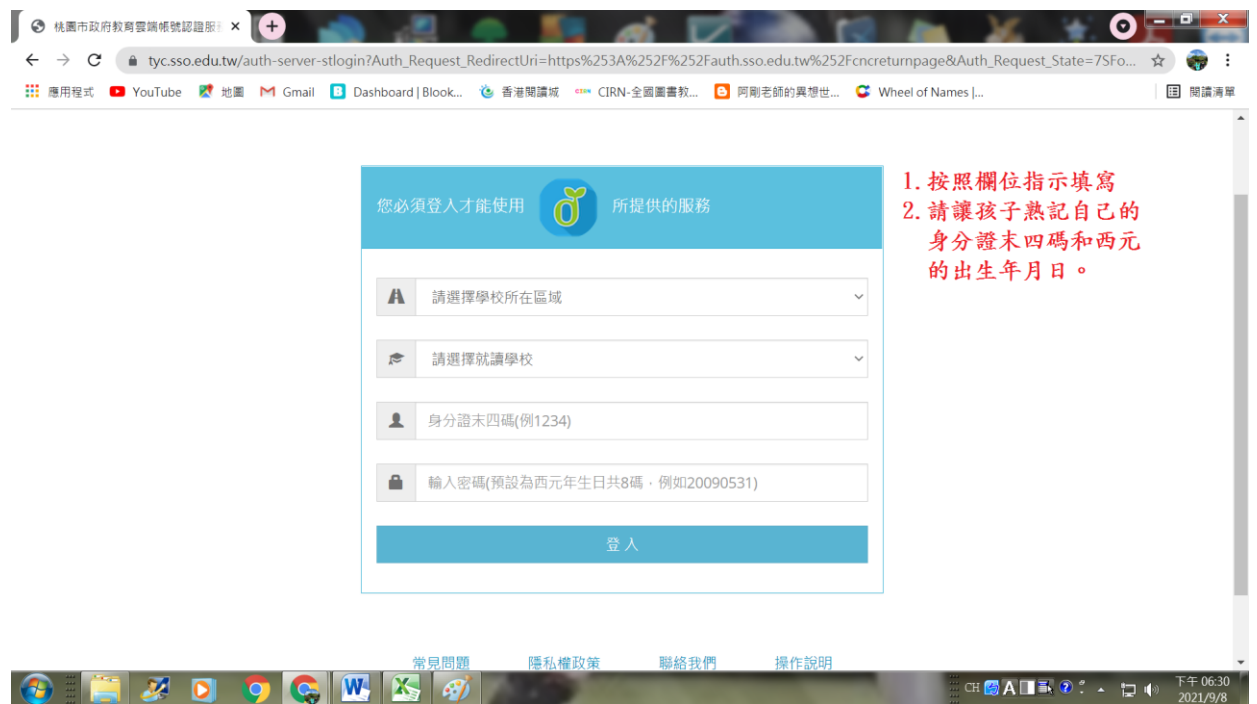 桃園市政府教育雲端帳號認證服
tyc.sso.edu.tw/auth-server-stlogin?Auth_Request_RedirectUri=https%253A%252F%252Fauth.sso.edu.tw%252Fcncreturnpage&Auth_Request_State=7SFo...
應用程式 YouTube 地圖 Gmail Dashboard | Blook... 香港閱讀城 CIRN-全國圖書教... 阿剛老師的異想世... Wheel of Names |... 閱讀清單
您必須登入才能使用 所提供的服務
請選擇學校所在區域
請選擇就讀學校
身分證末四碼(例1234)
輸入密碼(預設為西元年生日共8碼，例如20090531)
登入
常見問題 隱私權政策 聯絡我們 操作說明
1. 按照欄位指示填寫
2. 請讓孩子熟記自己的
身分證末四碼和西元
的出生年月日。
CH
下午 06:30
2021/9/8